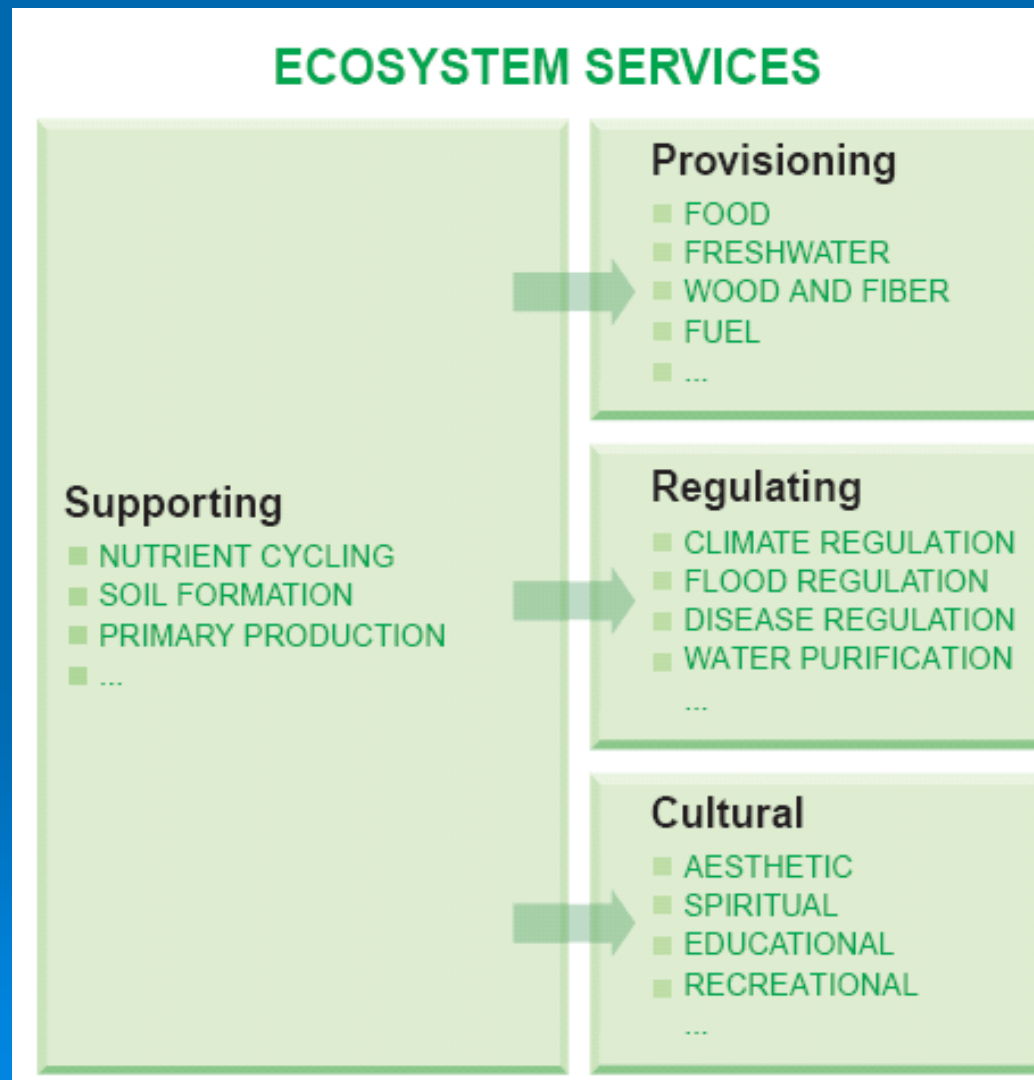 ECOSYSTEM SERVICES
Supporting
NUTRIENT CYCLING
SOIL FORMATION
PRIMARY PRODUCTION
...
Provisioning
FOOD
FRESHWATER
WOOD AND FIBER
FUEL
...
Regulating
CLIMATE REGULATION
FLOOD REGULATION
DISEASE REGULATION
WATER PURIFICATION
...
Cultural
AESTHETIC
SPIRITUAL
EDUCATIONAL
RECREATIONAL
...